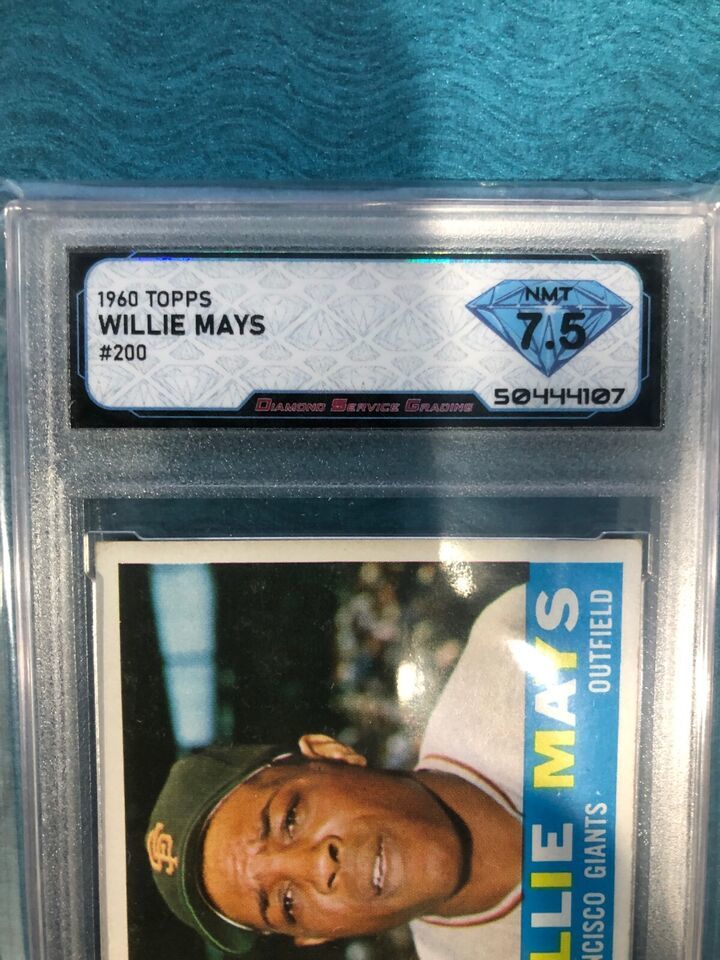 1960 TOPPS
WILLIE MAYS
#200
NMT
7.5
50444107
DIAMOND SERVICE GRADING
SF
LLIE MAYS
NCISCO GIANTS · OUTFIELD